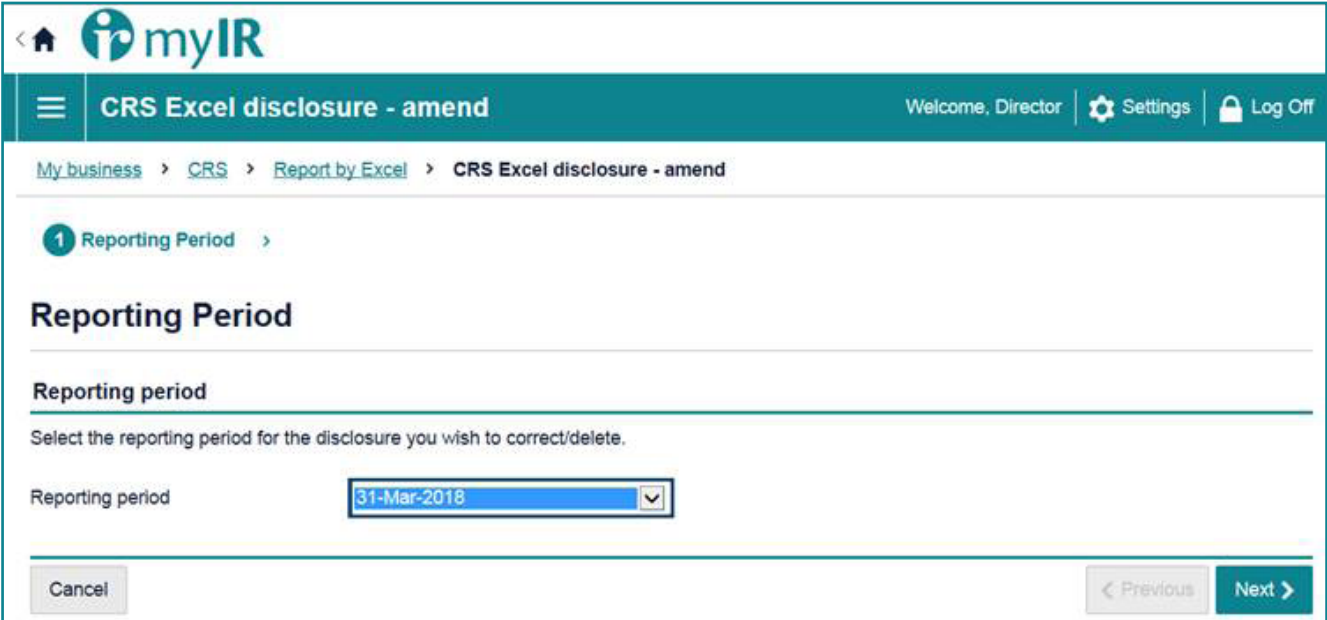 myIR
CRS Excel disclosure - amend Welcome, Director Settings Log Off
My business > CRS > Report by Excel > CRS Excel disclosure - amend
1 Reporting Period >
Reporting Period
Reporting period
Select the reporting period for the disclosure you wish to correct/delete.
Reporting period 31-Mar-2018
Cancel < Previous Next >